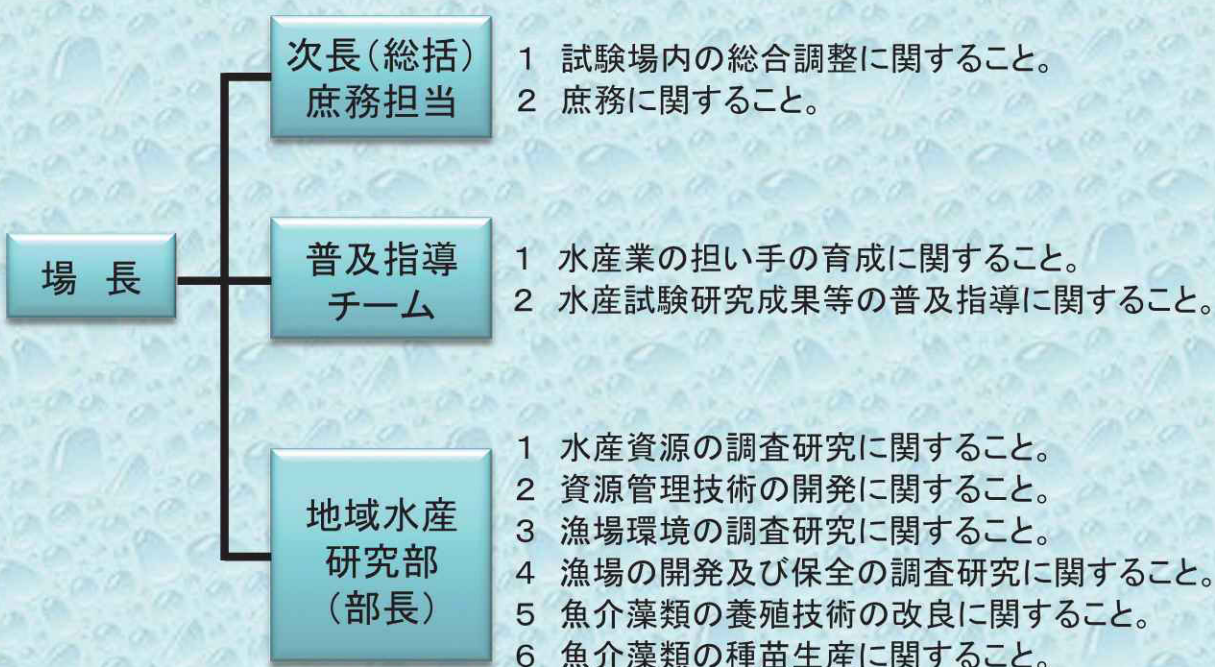 場 長
次長（総括）
庶務担当
１ 試験場内の総合調整に関すること。
２ 庶務に関すること。
普及指導
チーム
１ 水産業の担い手の育成に関すること。
２ 水産試験研究成果等の普及指導に関すること。
地域水産
研究部
（部長）
１ 水産資源の調査研究に関すること。
２ 資源管理技術の開発に関すること。
３ 漁場環境の調査研究に関すること。
４ 漁場の開発及び保全の調査研究に関すること。
５ 魚介藻類の養殖技術の改良に関すること。
６ 魚介藻類の種苗生産に関すること。